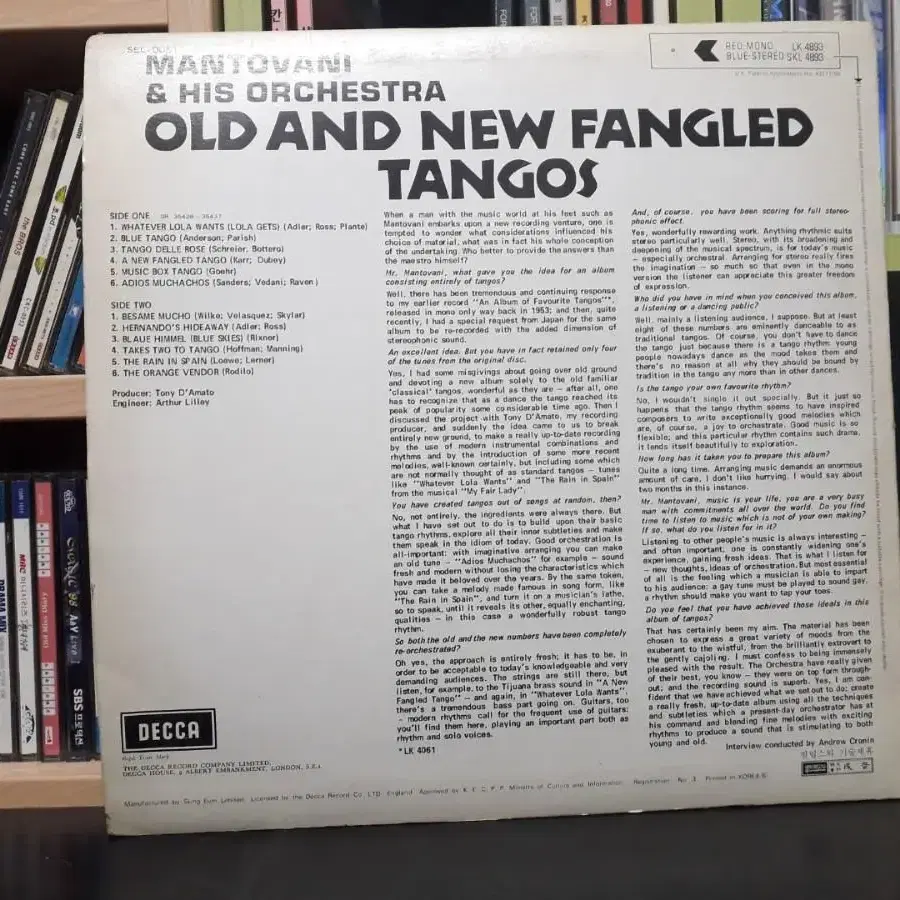 SEL-
RED-MONO LK 4893
BLUE-STEREO SKL 4893
MANTOVANI
& HIS ORCHESTRA
OLD AND NEW FANGLED
TANGOS
SIDE ONE
1. WHATEVER LOLA WANTS (LOLA GETS) (Adler; Ross; Plante)
2. BLUE TANGO (Anderson; Parish)
3. TANGO DELLE ROSE (Schreier, Bottero)
4. A NEW FANGLED TANGO (Karr; Dubey)
5. MUSIC BOX TANGO (Goehr)
6. ADIOS MUCHACHOS (Sanders; Vedani; Raven)
SIDE TWO
1. BESAME MUCHO (Wilke; Velasquez; Skylar)
2. HERNANDO'S HIDEAWAY (Adler; Ross)
3. BLAUE HIMMEL (BLUE SKIES) (Rixner)
4. TAKES TWO TO TANGO (Hoffman; Manning)
5. THE RAIN IN SPAIN (Loewe; Lerner)
6. THE ORANGE VENDOR (Rodilo)
Producer: Tony D'Amato
Engineer: Arthur Lilley
When a man with the music world at his feet such as
Mantovani embarks upon a new recording venture, one is
tempted to wonder what considerations influenced his
choice of material, what was in fact his whole conception
of the undertaking. Who better to provide the answers than
the maestro himself?
Mr. Mantovani, what gave you the idea for an album
consisting entirely of tangos?
Well, there has been tremendous and continuing response
to my earlier record "An Album of Favourite Tangos"*,
released in mono only way back in 1953; and then, quite
recently, I had a special request from Japan for the same
album to be re-recorded with the added dimension of
stereophonic sound.
An excellent idea. But you have in fact retained only four
of the tunes from the original disc.
Yes, I had some misgivings about going over old ground
and devoting a new album solely to the old familiar
'classical' tangos, wonderful as they are – after all, one
has to recognize that as a dance the tango reached its
peak of popularity some considerable time ago. Then I
discussed the project with Tony D'Amato, my recording
producer, and suddenly the idea came to us to break
entirely new ground, to make a really up-to-date recording
by the use of modern instrumental combinations and
rhythms and by the introduction of some more recent
melodies, well-known certainly, but including some which
are not normally thought of as standard tangos – tunes
like "Whatever Lola Wants" and "The Rain in Spain"
from the musical "My Fair Lady".
You have created tangos out of songs at random, then?
No, not entirely, the ingredients were always there. But
what I have set out to do is to build upon their basic
tango rhythms, explore all their inner subtleties and make
them speak in the idiom of today. Good orchestration is
all-important: with imaginative arranging you can make
an old tune – "Adios Muchachos" for example – sound
fresh and modern without losing the characteristics which
have made it beloved over the years. By the same token,
you can take a melody made famous in song form, like
"The Rain in Spain", and turn it on a musician's lathe,
so to speak, until it reveals its other, equally enchanting,
qualities – in this case a wonderfully robust tango
rhythm.
So both the old and the new numbers have been completely
re-orchestrated?
Oh yes, the approach is entirely fresh; it has to be, in
order to be acceptable to today's knowledgeable and very
demanding audiences. The strings are still there, but
listen, for example, to the Tijuana brass sound in "A New
Fangled Tango" – and again, in "Whatever Lola Wants",
there's a tremendous bass part going on. Guitars, too
– modern rhythms call for the frequent use of guitars:
you'll find them here, playing an important part both as
rhythm and solo voices.
*LK 4061
And, of course, you have been scoring for full stereo-
phonic effect.
Yes, wonderfully rewarding work. Anything rhythmic suits
stereo particularly well. Stereo, with its broadening and
deepening of the musical spectrum, is for today's music
– especially orchestral. Arranging for stereo really fires
the imagination – so much so that even in the mono
version the listener can appreciate this greater freedom
of expression.
Who did you have in mind when you conceived this album,
a listening or a dancing public?
Well, mainly a listening audience, I suppose. But at least
eight of these numbers are eminently danceable to as
traditional tangos. Of course, you don't have to dance
the tango just because there is a tango rhythm: young
people nowadays dance as the mood takes them and
there's no reason at all why they should be bound by
tradition in the tango any more than in other dances.
Is the tango your own favourite rhythm?
No, I wouldn't single it out specially. But it just so
happens that the tango rhythm seems to have inspired
composers to write exceptionally good melodies which
are, of course, a joy to orchestrate. Good music is so
flexible; and this particular rhythm contains such drama,
it lends itself beautifully to exploration.
How long has it taken you to prepare this album?
Quite a long time. Arranging music demands an enormous
amount of care, I don't like hurrying. I would say about
two months in this instance.
Mr. Mantovani, music is your life, you are a very busy
man with commitments all over the world. Do you find
time to listen to music which is not of your own making?
If so, what do you listen for in it?
Listening to other people's music is always interesting –
and often important; one is constantly widening one's
experience, gaining fresh ideas. That is what I listen for
– new thoughts, ideas of orchestration. But most essential
of all is the feeling which a musician is able to impart
to his audience: a gay tune must be played to sound gay,
a rhythm should make you want to tap your toes.
Do you feel that you have achieved those ideals in this
album of tangos?
That has certainly been my aim. The material has been
chosen to express a great variety of moods from the
exuberant to the wistful, from the brilliantly extrovert to
the gently cajoling. I must confess to being immensely
pleased with the result. The Orchestra have really given
of their best, you know – they were on top form through-
out; and the recording sound is superb. Yes, I am con-
fident that we have achieved what we set out to do; create
a really fresh, up-to-date album using all the techniques
and subtleties which a present-day orchestra has at
his command and blending fine melodies with exciting
rhythms to produce a sound that is stimulating to both
young and old.
Interview conducted by Andrew Cronin
DECCA
THE DECCA RECORD COMPANY LIMITED,
DECCA HOUSE, 9 ALBERT EMBANKMENT, LONDON, S.E.1.
Manufactured by Sung Eum Limited. Licensed by the Decca Record Co. LTD. England